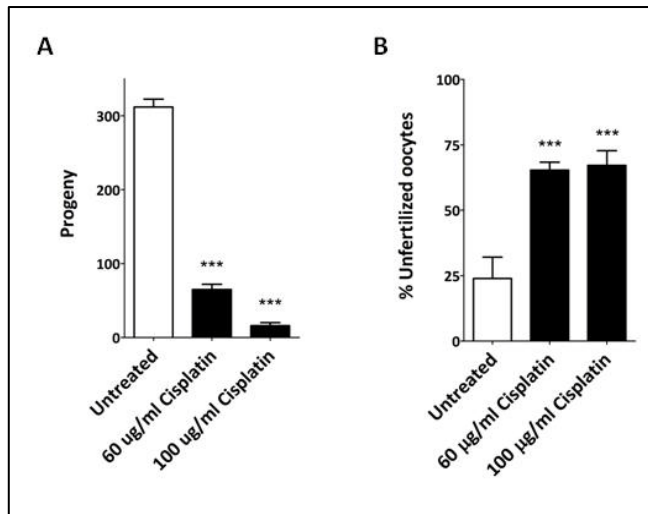 A
Progeny
300
200
100
0
***
***
Untreated
60 ug/ml Cisplatin
100 ug/ml Cisplatin
B
% Unfertilized oocytes
100
75
50
25
0
***
***
Untreated
60 µg/ml Cisplatin
100 µg/ml Cisplatin